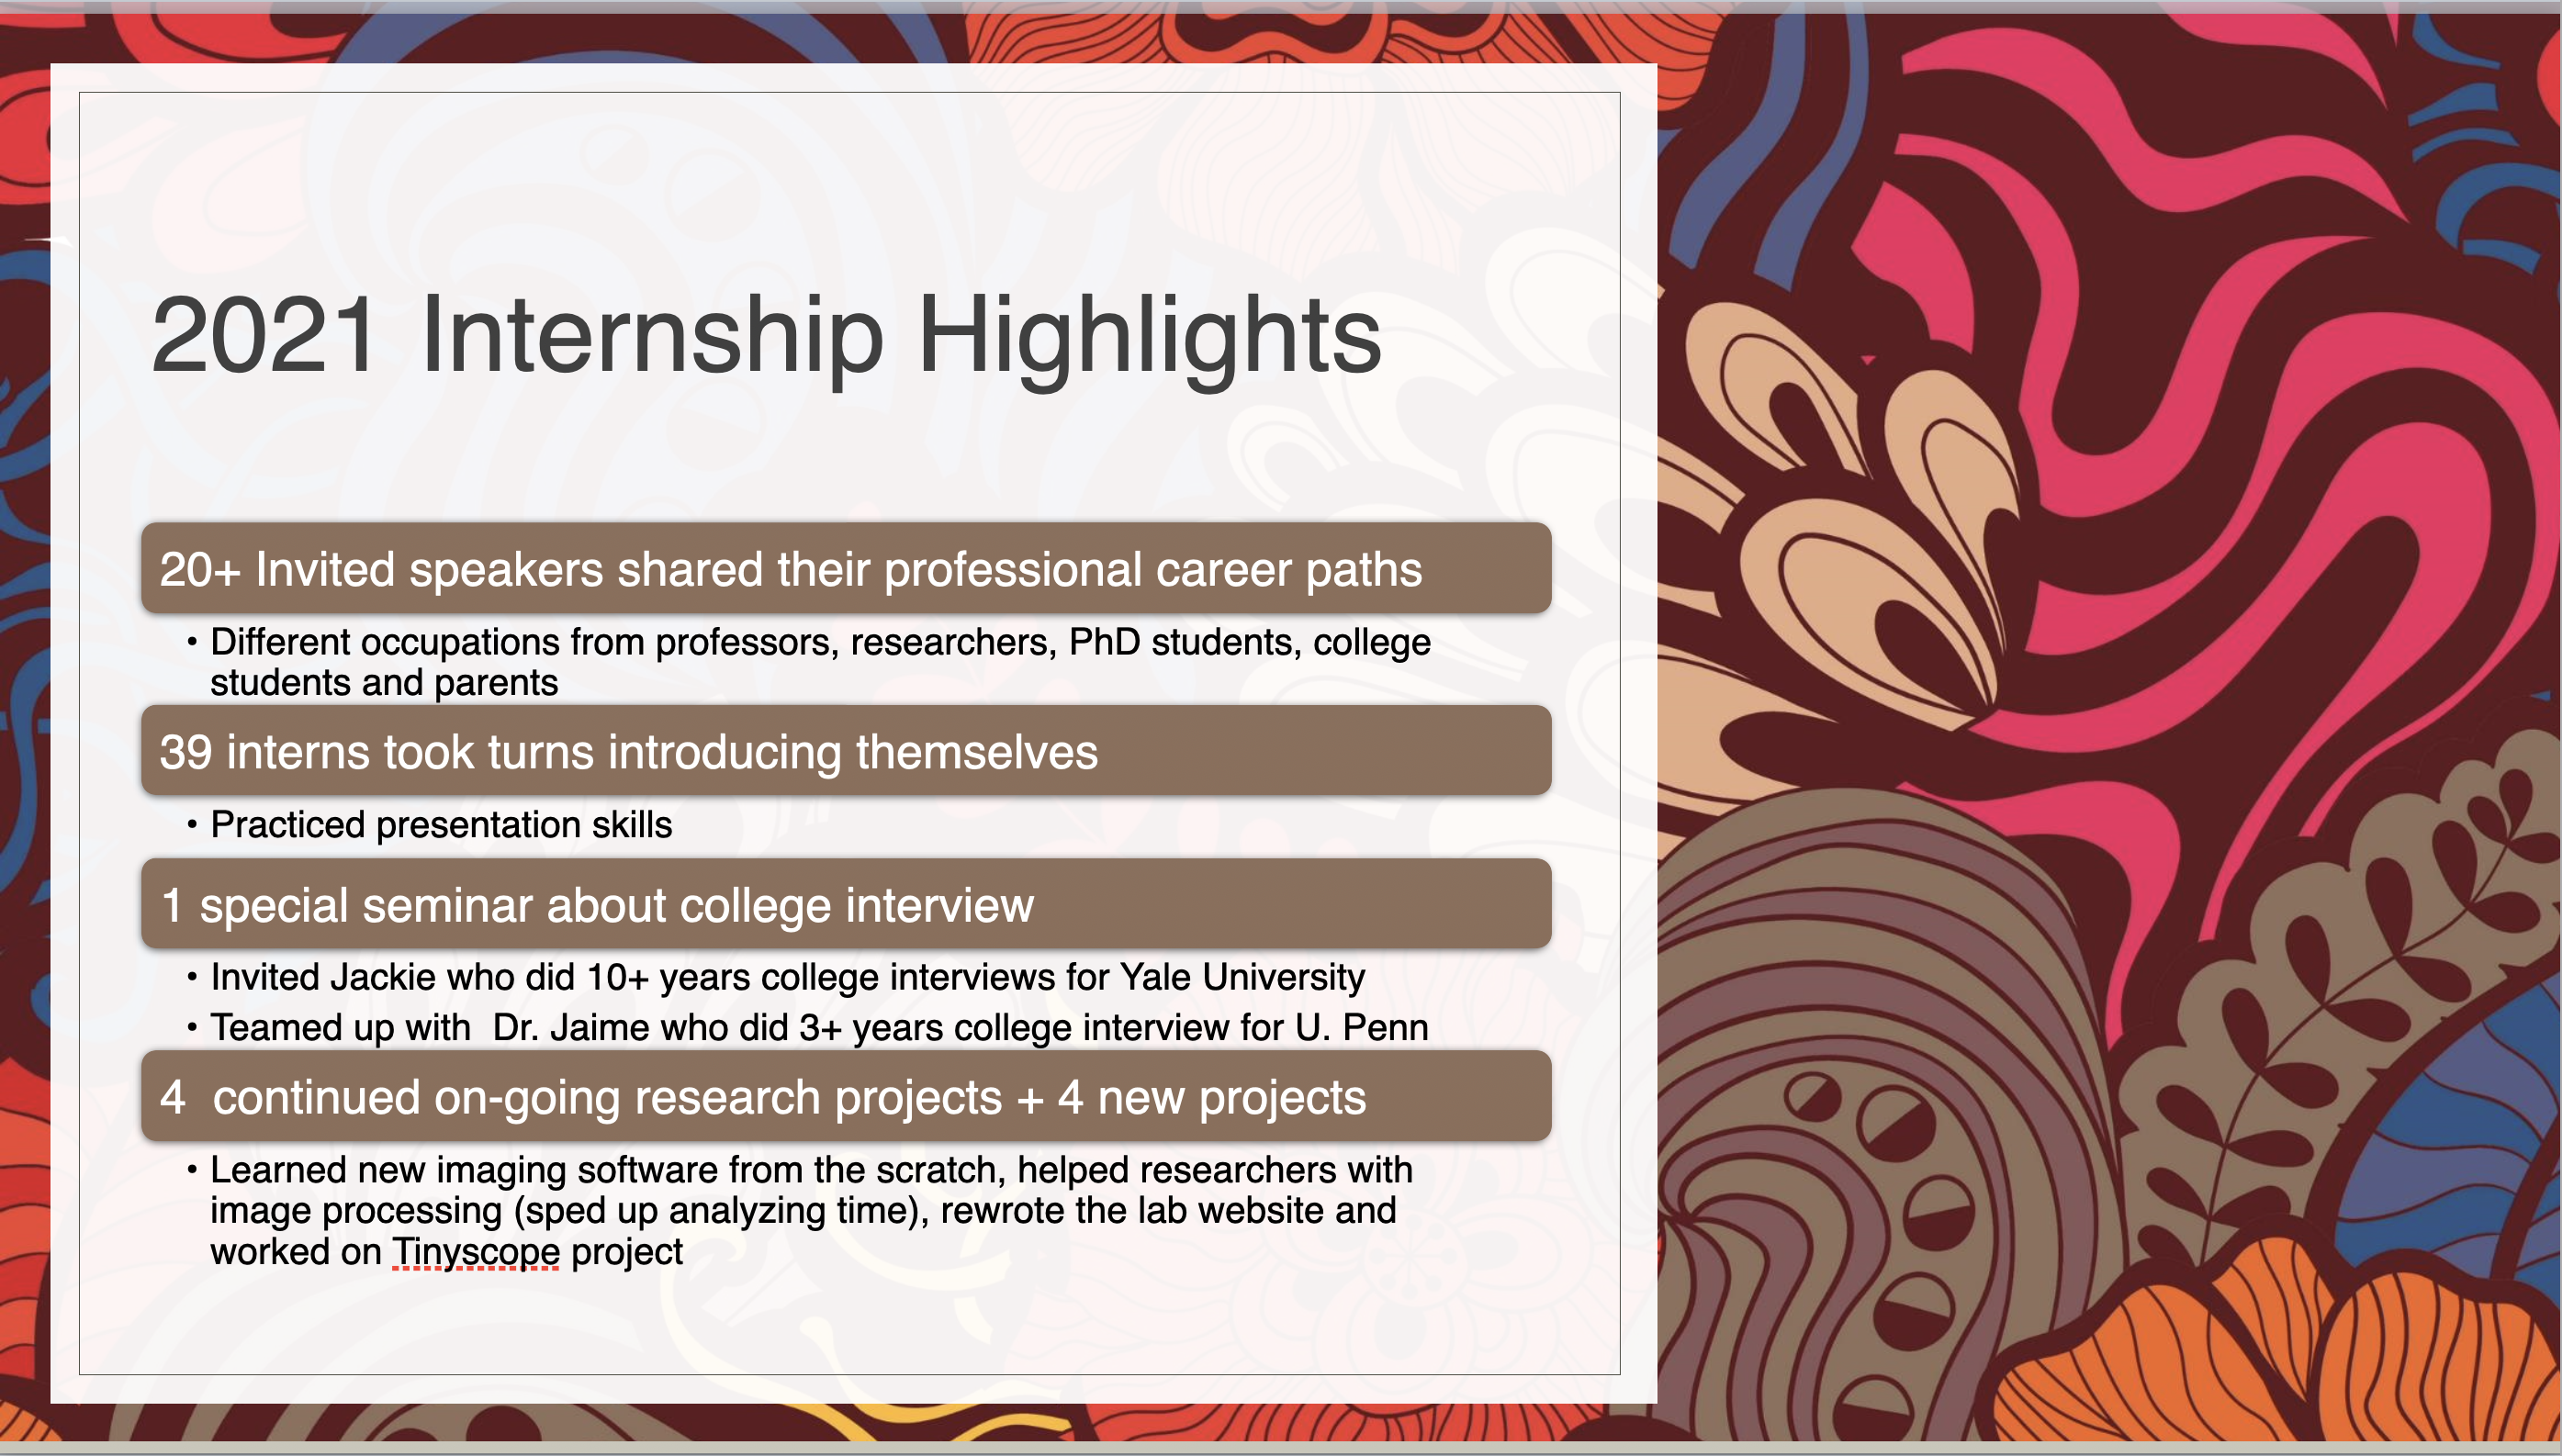 2021 Internship Highlights
20+ Invited speakers shared their professional career paths
• Different occupations from professors, researchers, PhD students, college
students and parents
39 interns took turns introducing themselves
• Practiced presentation skills
1 special seminar about college interview
• Invited Jackie who did 10+ years college interviews for Yale University
• Teamed up with  Dr. Jaime who did 3+ years college interview for U. Penn
4  continued on-going research projects + 4 new projects
• Learned new imaging software from the scratch, helped researchers with
image processing (sped up analyzing time), rewrote the lab website and
worked on Tinyscope project